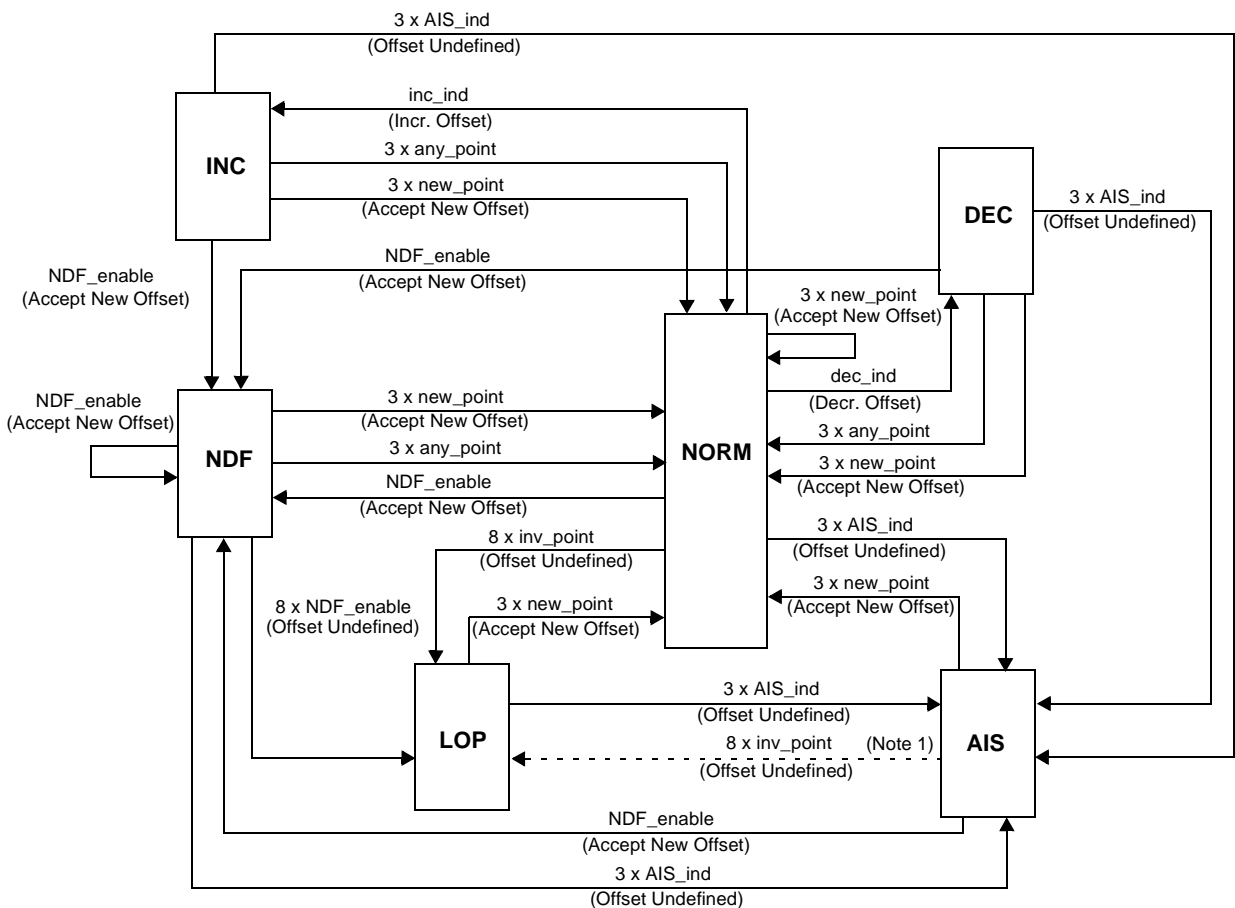 3 x AIS_ind
(Offset Undefined)
inc_ind
(Incr. Offset)
INC
3 x any_point
3 x new_point
(Accept New Offset)
DEC
3 x AIS_ind
(Offset Undefined)
NDF_enable
(Accept New Offset)
NDF_enable
(Accept New Offset)
3 x new_point
(Accept New Offset)
dec_ind
(Decr. Offset)
NDF_enable
(Accept New Offset)
NDF
3 x new_point
(Accept New Offset)
3 x any_point
NDF_enable
(Accept New Offset)
NORM
3 x any_point
3 x new_point
(Accept New Offset)
8 x inv_point
(Offset Undefined)
3 x AIS_ind
(Offset Undefined)
8 x NDF_enable
(Offset Undefined)
3 x new_point
(Accept New Offset)
3 x new_point
(Accept New Offset)
LOP
3 x AIS_ind
(Offset Undefined)
8 x inv_point (Note 1)
(Offset Undefined)
AIS
NDF_enable
(Accept New Offset)
3 x AIS_ind
(Offset Undefined)